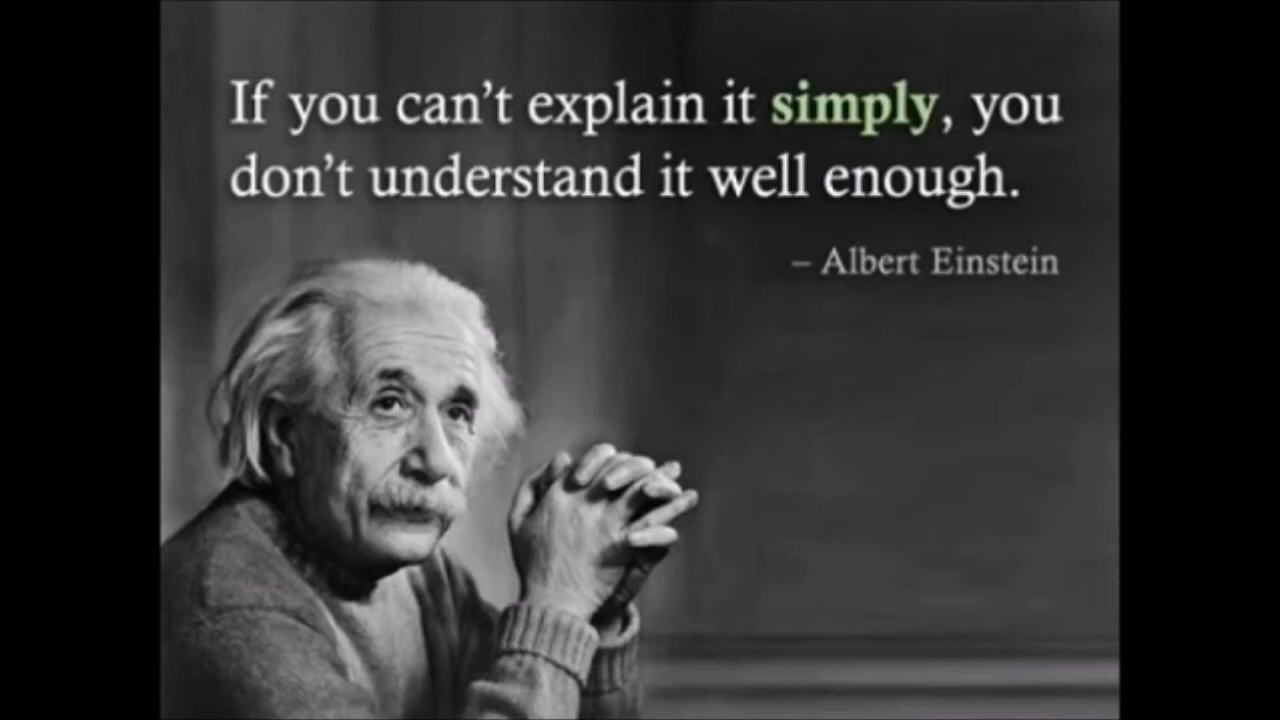 If you can't explain it simply, you
don't understand it well enough.
– Albert Einstein